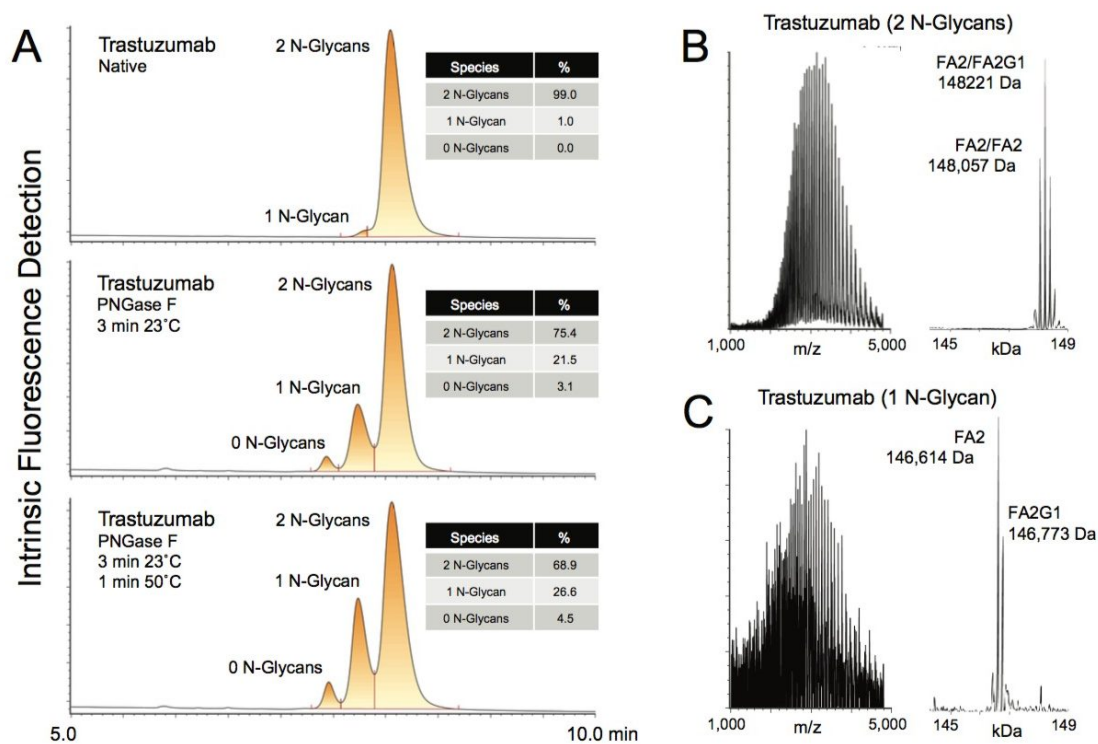 A
Intrinsic Fluorescence Detection
Trastuzumab
Native
2 N-Glycans
1 N-Glycan
Species %
2 N-Glycans 99.0
1 N-Glycan 1.0
0 N-Glycans 0.0
Trastuzumab
PNGase F
3 min 23˚C
2 N-Glycans
1 N-Glycan
0 N-Glycans
Species %
2 N-Glycans 75.4
1 N-Glycan 21.5
0 N-Glycans 3.1
Trastuzumab
PNGase F
3 min 23˚C
1 min 50˚C
2 N-Glycans
1 N-Glycan
0 N-Glycans
Species %
2 N-Glycans 68.9
1 N-Glycan 26.6
0 N-Glycans 4.5
5.0 10.0 min
B
Trastuzumab (2 N-Glycans)
FA2/FA2G1
148221 Da
FA2/FA2
148,057 Da
1,000 m/z 5,000
145 kDa 149
C
Trastuzumab (1 N-Glycan)
FA2
146,614 Da
FA2G1
146,773 Da
1,000 m/z 5,000
145 kDa 149